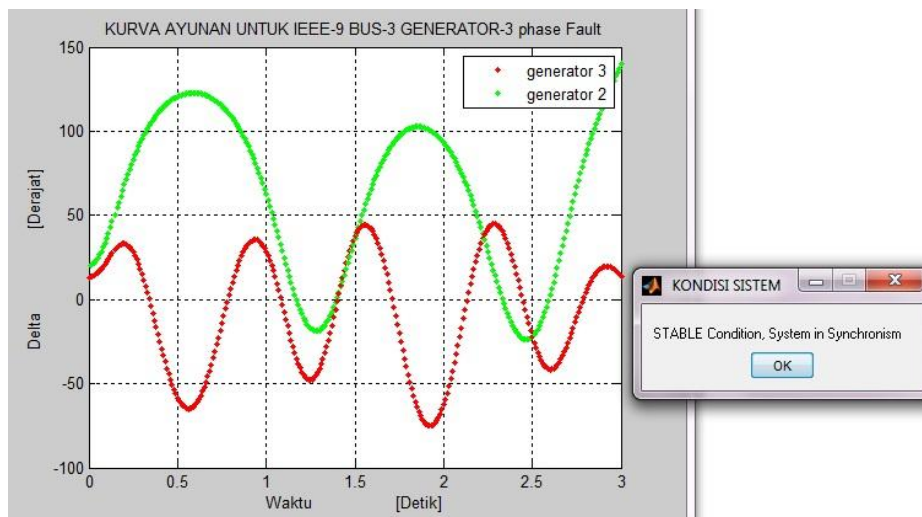 KURVA AYUNAN UNTUK IEEE-9 BUS-3 GENERATOR-3 phase Fault
generator 3
generator 2
150
100
50
0
-50
-100
[Derajat]
Delta
0
0.5
1
1.5
2
2.5
3
Waktu
[Detik]
KONDISI SISTEM
STABLE Condition, System in Synchronism
OK